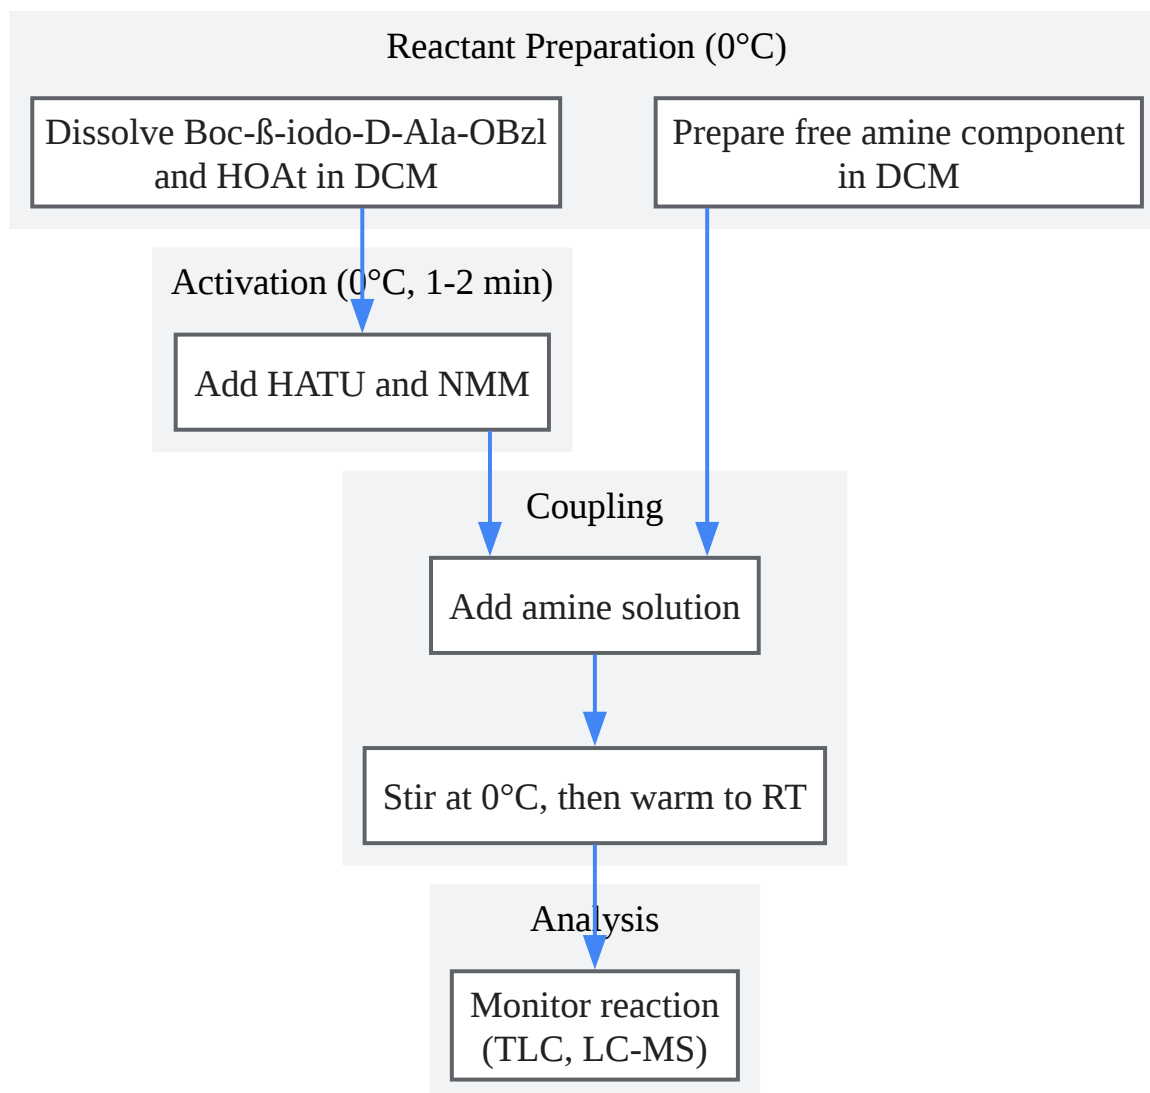 Reactant Preparation (0°C)
Dissolve Boc-ß-iodo-D-Ala-OBzl
and HOAt in DCM
Prepare free amine component
in DCM
Activation (0°C, 1-2 min)
Add HATU and NMM
Coupling
Add amine solution
Stir at 0°C, then warm to RT
Analysis
Monitor reaction
(TLC, LC-MS)